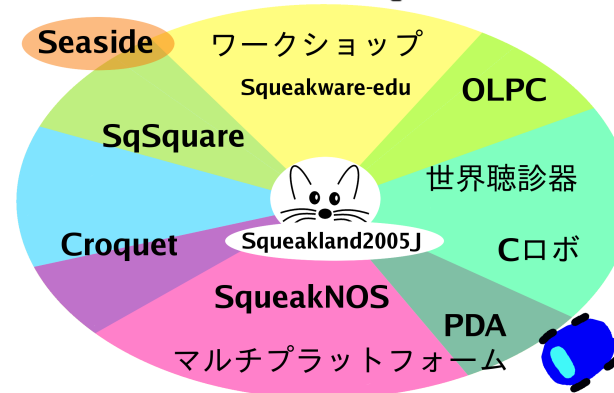 Seaside
ワークショップ
Squeakware-edu
OLPC
SqSquare
世界聴診器
Squeakland2005J
Croquet
Cロボ
SqueakNOS
PDA
マルチプラットフォーム